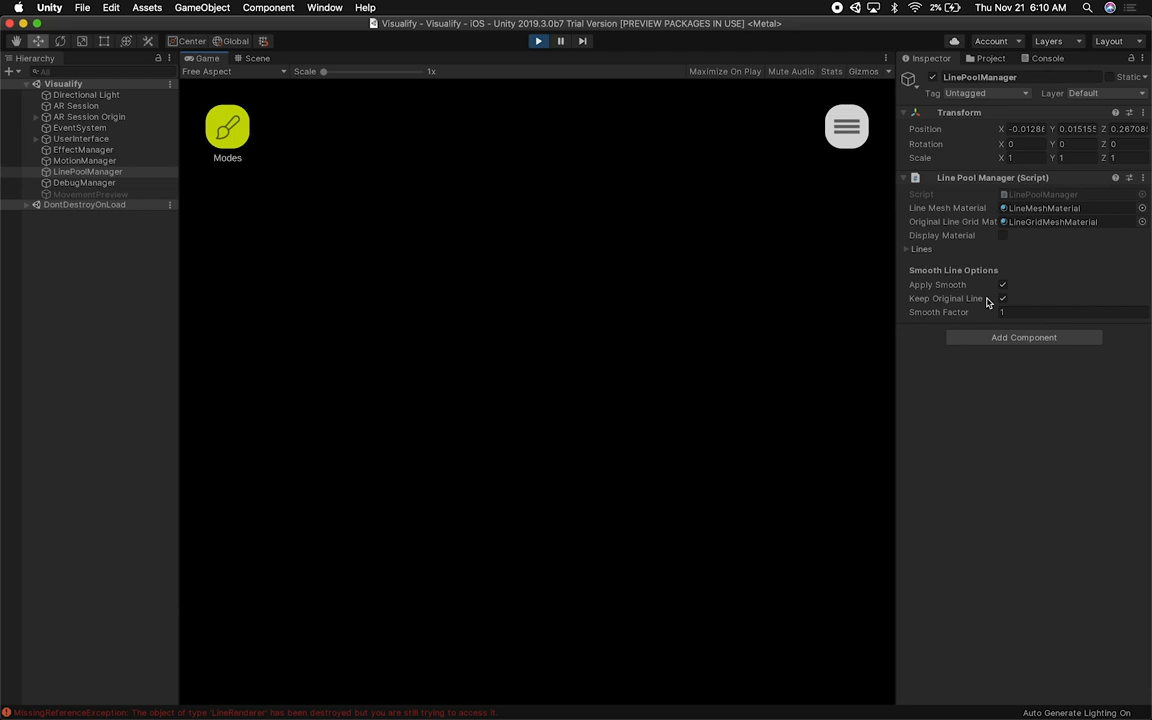 Unity File Edit Assets GameObject Component Window Help 2% Thu Nov 21 6:10 AM
Visualify - Visualify - iOS - Unity 2019.3.0b7 Trial Version [PREVIEW PACKAGES IN USE] <Metal>
Center Global Account Layers Layout
Hierarchy Game Scene Inspector Project Console
All Free Aspect Scale 1x Maximize On Play Mute Audio Stats Gizmos LinePoolManager Static
Visualify
Directional Light Tag Untagged Layer Default
AR Session
AR Session Origin Transform
EventSystem Position X -0.01286 Y 0.015155 Z 0.26708
UserInterface Rotation X 0 Y 0 Z 0
EffectManager Scale X 1 Y 1 Z 1
MotionManager
LinePoolManager Line Pool Manager (Script)
DebugManager
MovementPreview Script LinePoolManager
DontDestroyOnLoad Line Mesh Material LineMeshMaterial
Original Line Grid Mat LineGridMeshMaterial
Display Material
Lines
Smooth Line Options
Apply Smooth
Keep Original Line
Smooth Factor 1
Add Component
Modes
MissingReferenceException: The object of type 'LineRenderer' has been destroyed but you are still trying to access it. Auto Generate Lighting On